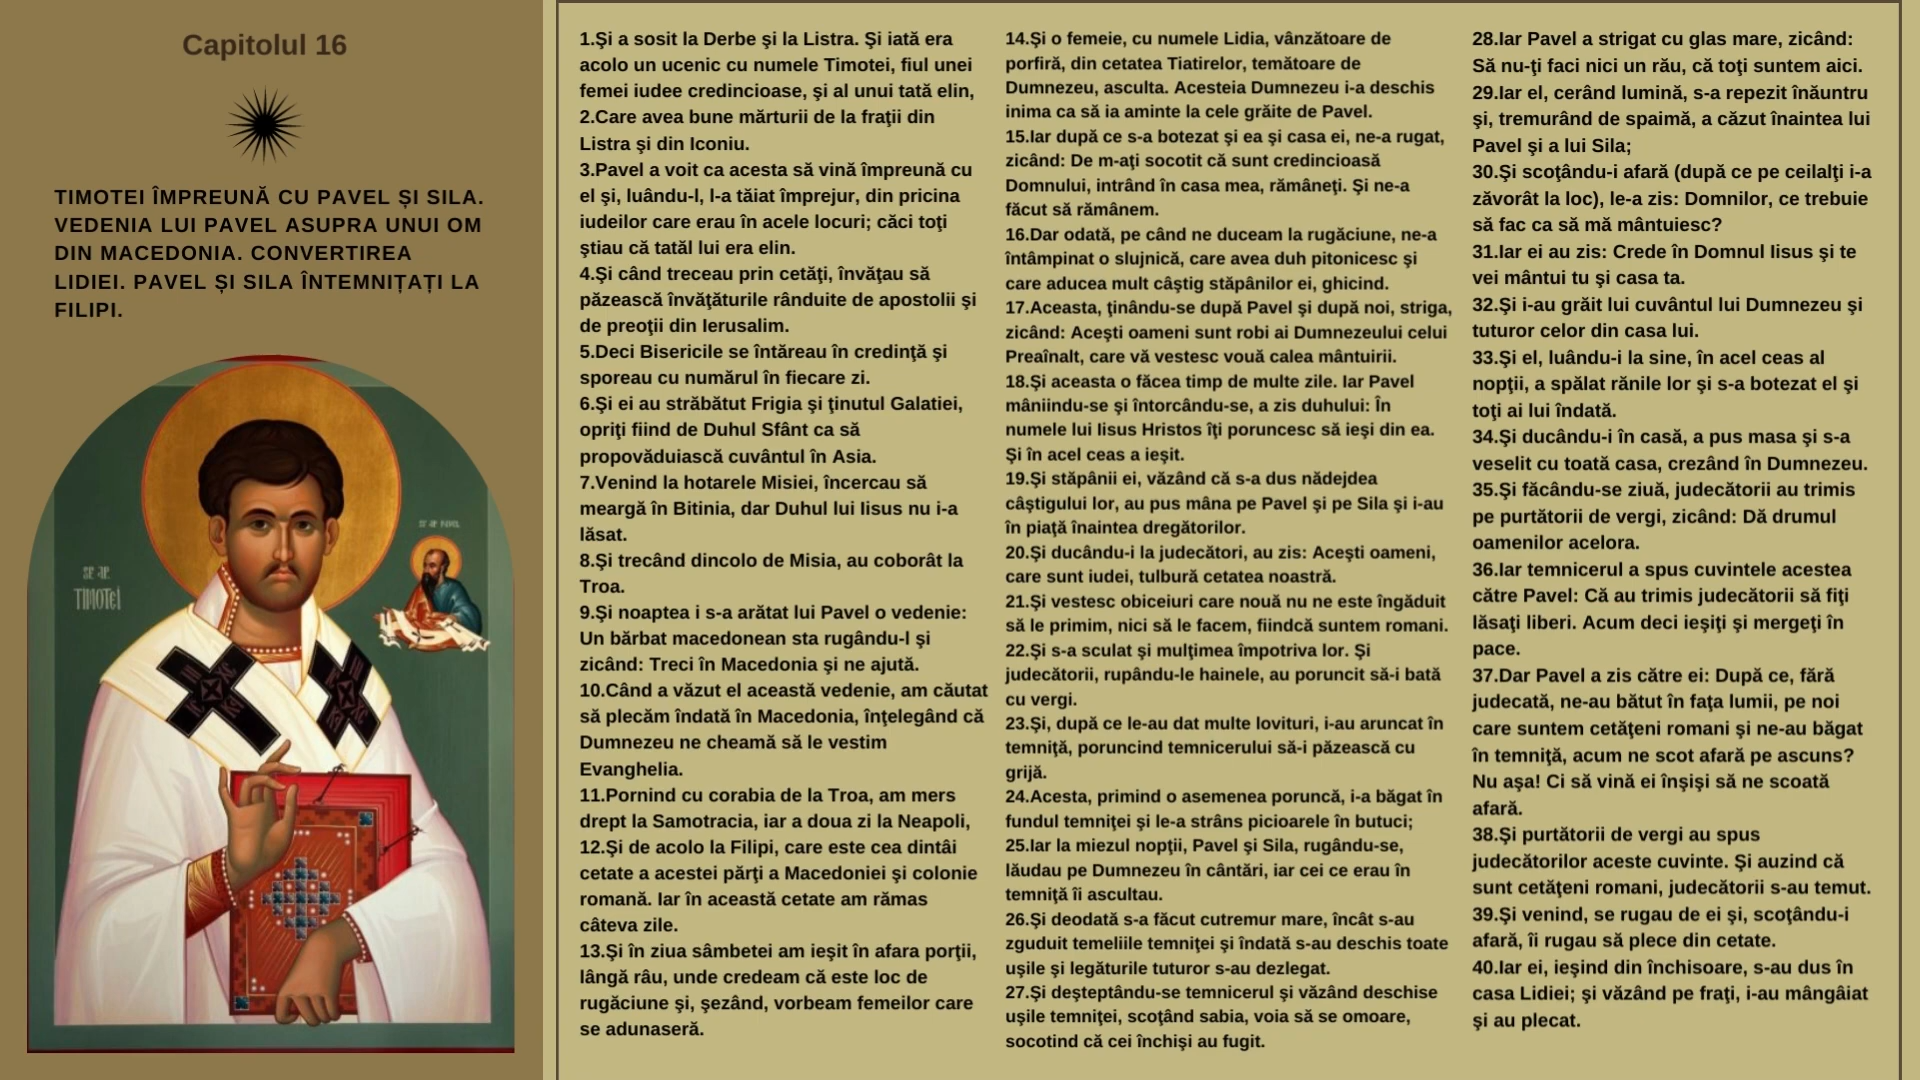 Capitolul 16
TIMOTEI ÎMPREUNĂ CU PAVEL ȘI SILA.
VEDENIA LUI PAVEL ASUPRA UNUI OM
DIN MACEDONIA. CONVERTIREA
LIDIEI. PAVEL ȘI SILA ÎNTEMNIȚAȚI LA
FILIPI.
SF. AP. PAVEL
SF. AP.
TIMOTEI
1.Şi a sosit la Derbe şi la Listra. Şi iată era
acolo un ucenic cu numele Timotei, fiul unei
femei iudee credincioase, şi al unui tată elin,
2.Care avea bune mărturii de la fraţii din
Listra şi din Iconiu.
3.Pavel a voit ca acesta să vină împreună cu
el şi, luându-l, l-a tăiat împrejur, din pricina
iudeilor care erau în acele locuri; căci toţi
ştiau că tatăl lui era elin.
4.Şi când treceau prin cetăţi, învăţau să
păzească învăţăturile rânduite de apostolii şi
de preoţii din Ierusalim.
5.Deci Bisericile se întăreau în credinţă şi
sporeau cu numărul în fiecare zi.
6.Şi ei au străbătut Frigia şi ţinutul Galatiei,
opriţi fiind de Duhul Sfânt ca să
propovăduiască cuvântul în Asia.
7.Venind la hotarele Misiei, încercau să
meargă în Bitinia, dar Duhul lui Iisus nu i-a
lăsat.
8.Şi trecând dincolo de Misia, au coborât la
Troa.
9.Şi noaptea i s-a arătat lui Pavel o vedenie:
Un bărbat macedonean sta rugându-l şi
zicând: Treci în Macedonia şi ne ajută.
10.Când a văzut el această vedenie, am căutat
să plecăm îndată în Macedonia, înţelegând că
Dumnezeu ne cheamă să le vestim
Evanghelia.
11.Pornind cu corabia de la Troa, am mers
drept la Samotracia, iar a doua zi la Neapoli,
12.Şi de acolo la Filipi, care este cea dintâi
cetate a acestei părţi a Macedoniei şi colonie
romană. Iar în această cetate am rămas
câteva zile.
13.Şi în ziua sâmbetei am ieşit în afara porţii,
lângă râu, unde credeam că este loc de
rugăciune şi, şezând, vorbeam femeilor care
se adunaseră.
14.Şi o femeie, cu numele Lidia, vânzătoare de
porfiră, din cetatea Tiatirelor, temătoare de
Dumnezeu, asculta. Acesteia Dumnezeu i-a deschis
inima ca să ia aminte la cele grăite de Pavel.
15.Iar după ce s-a botezat şi ea şi casa ei, ne-a rugat,
zicând: De m-aţi socotit că sunt credincioasă
Domnului, intrând în casa mea, rămâneţi. Şi ne-a
făcut să rămânem.
16.Dar odată, pe când ne duceam la rugăciune, ne-a
întâmpinat o slujnică, care avea duh pitonicesc şi
care aducea mult câştig stăpânilor ei, ghicind.
17.Aceasta, ţinându-se după Pavel şi după noi, striga,
zicând: Aceşti oameni sunt robi ai Dumnezeului celui
Preaînalt, care vă vestesc vouă calea mântuirii.
18.Şi aceasta o făcea timp de multe zile. Iar Pavel
mâniindu-se şi întorcându-se, a zis duhului: În
numele lui Iisus Hristos îţi poruncesc să ieşi din ea.
Şi în acel ceas a ieşit.
19.Şi stăpânii ei, văzând că s-a dus nădejdea
câştigului lor, au pus mâna pe Pavel şi pe Sila şi i-au
în piaţă înaintea dregătorilor.
20.Şi ducându-i la judecători, au zis: Aceşti oameni,
care sunt iudei, tulbură cetatea noastră.
21.Şi vestesc obiceiuri care nouă nu ne este îngăduit
să le primim, nici să le facem, fiindcă suntem romani.
22.Şi s-a sculat şi mulţimea împotriva lor. Şi
judecătorii, rupându-le hainele, au poruncit să-i bată
cu vergi.
23.Şi, după ce le-au dat multe lovituri, i-au aruncat în
temniţă, poruncind temnicerului să-i păzească cu
grijă.
24.Acesta, primind o asemenea poruncă, i-a băgat în
fundul temniţei şi le-a strâns picioarele în butuci;
25.Iar la miezul nopţii, Pavel şi Sila, rugându-se,
lăudau pe Dumnezeu în cântări, iar cei ce erau în
temniţă îi ascultau.
26.Şi deodată s-a făcut cutremur mare, încât s-au
zguduit temeliile temniţei şi îndată s-au deschis toate
uşile şi legăturile tuturor s-au dezlegat.
27.Şi deşteptându-se temnicerul şi văzând deschise
uşile temniţei, scoţând sabia, voia să se omoare,
socotind că cei închişi au fugit.
28.Iar Pavel a strigat cu glas mare, zicând:
Să nu-ţi faci nici un rău, că toţi suntem aici.
29.Iar el, cerând lumină, s-a repezit înăuntru
şi, tremurând de spaimă, a căzut înaintea lui
Pavel şi a lui Sila;
30.Şi scoţându-i afară (după ce pe ceilalţi i-a
zăvorât la loc), le-a zis: Domnilor, ce trebuie
să fac ca să mă mântuiesc?
31.Iar ei au zis: Crede în Domnul Iisus şi te
vei mântui tu şi casa ta.
32.Şi i-au grăit lui cuvântul lui Dumnezeu şi
tuturor celor din casa lui.
33.Şi el, luându-i la sine, în acel ceas al
nopţii, a spălat rănile lor şi s-a botezat el şi
toţi ai lui îndată.
34.Şi ducându-i în casă, a pus masa şi s-a
veselit cu toată casa, crezând în Dumnezeu.
35.Şi făcându-se ziuă, judecătorii au trimis
pe purtătorii de vergi, zicând: Dă drumul
oamenilor acelora.
36.Iar temnicerul a spus cuvintele acestea
către Pavel: Că au trimis judecătorii să fiţi
lăsaţi liberi. Acum deci ieşiţi şi mergeţi în
pace.
37.Dar Pavel a zis către ei: După ce, fără
judecată, ne-au bătut în faţa lumii, pe noi
care suntem cetăţeni romani şi ne-au băgat
în temniţă, acum ne scot afară pe ascuns?
Nu aşa! Ci să vină ei înşişi să ne scoată
afară.
38.Şi purtătorii de vergi au spus
judecătorilor aceste cuvinte. Şi auzind că
sunt cetăţeni romani, judecătorii s-au temut.
39.Şi venind, se rugau de ei şi, scoţându-i
afară, îi rugau să plece din cetate.
40.Iar ei, ieşind din închisoare, s-au dus în
casa Lidiei; şi văzând pe fraţi, i-au mângâiat
şi au plecat.